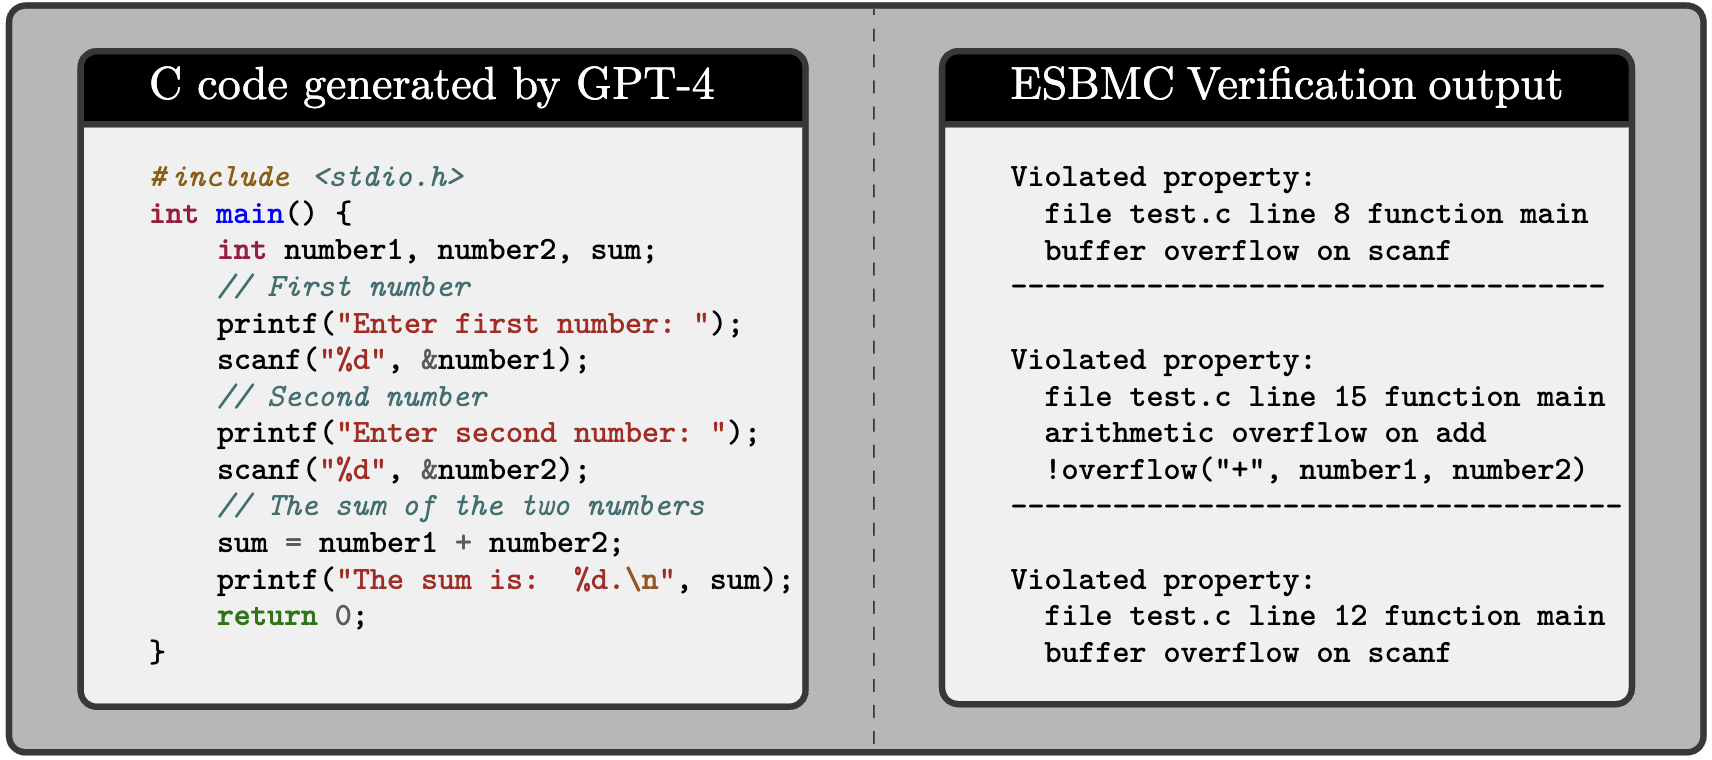 C code generated by GPT-4
#include <stdio.h>
int main() {
    int number1, number2, sum;
    // First number
    printf("Enter first number: ");
    scanf("%d", &number1);
    // Second number
    printf("Enter second number: ");
    scanf("%d", &number2);
    // The sum of the two numbers
    sum = number1 + number2;
    printf("The sum is:  %d.\n", sum);
    return 0;
}
ESBMC Verification output
Violated property:
  file test.c line 8 function main
  buffer overflow on scanf
-----------------------------------
Violated property:
  file test.c line 15 function main
  arithmetic overflow on add
  !overflow("+", number1, number2)
------------------------------------
Violated property:
  file test.c line 12 function main
  buffer overflow on scanf